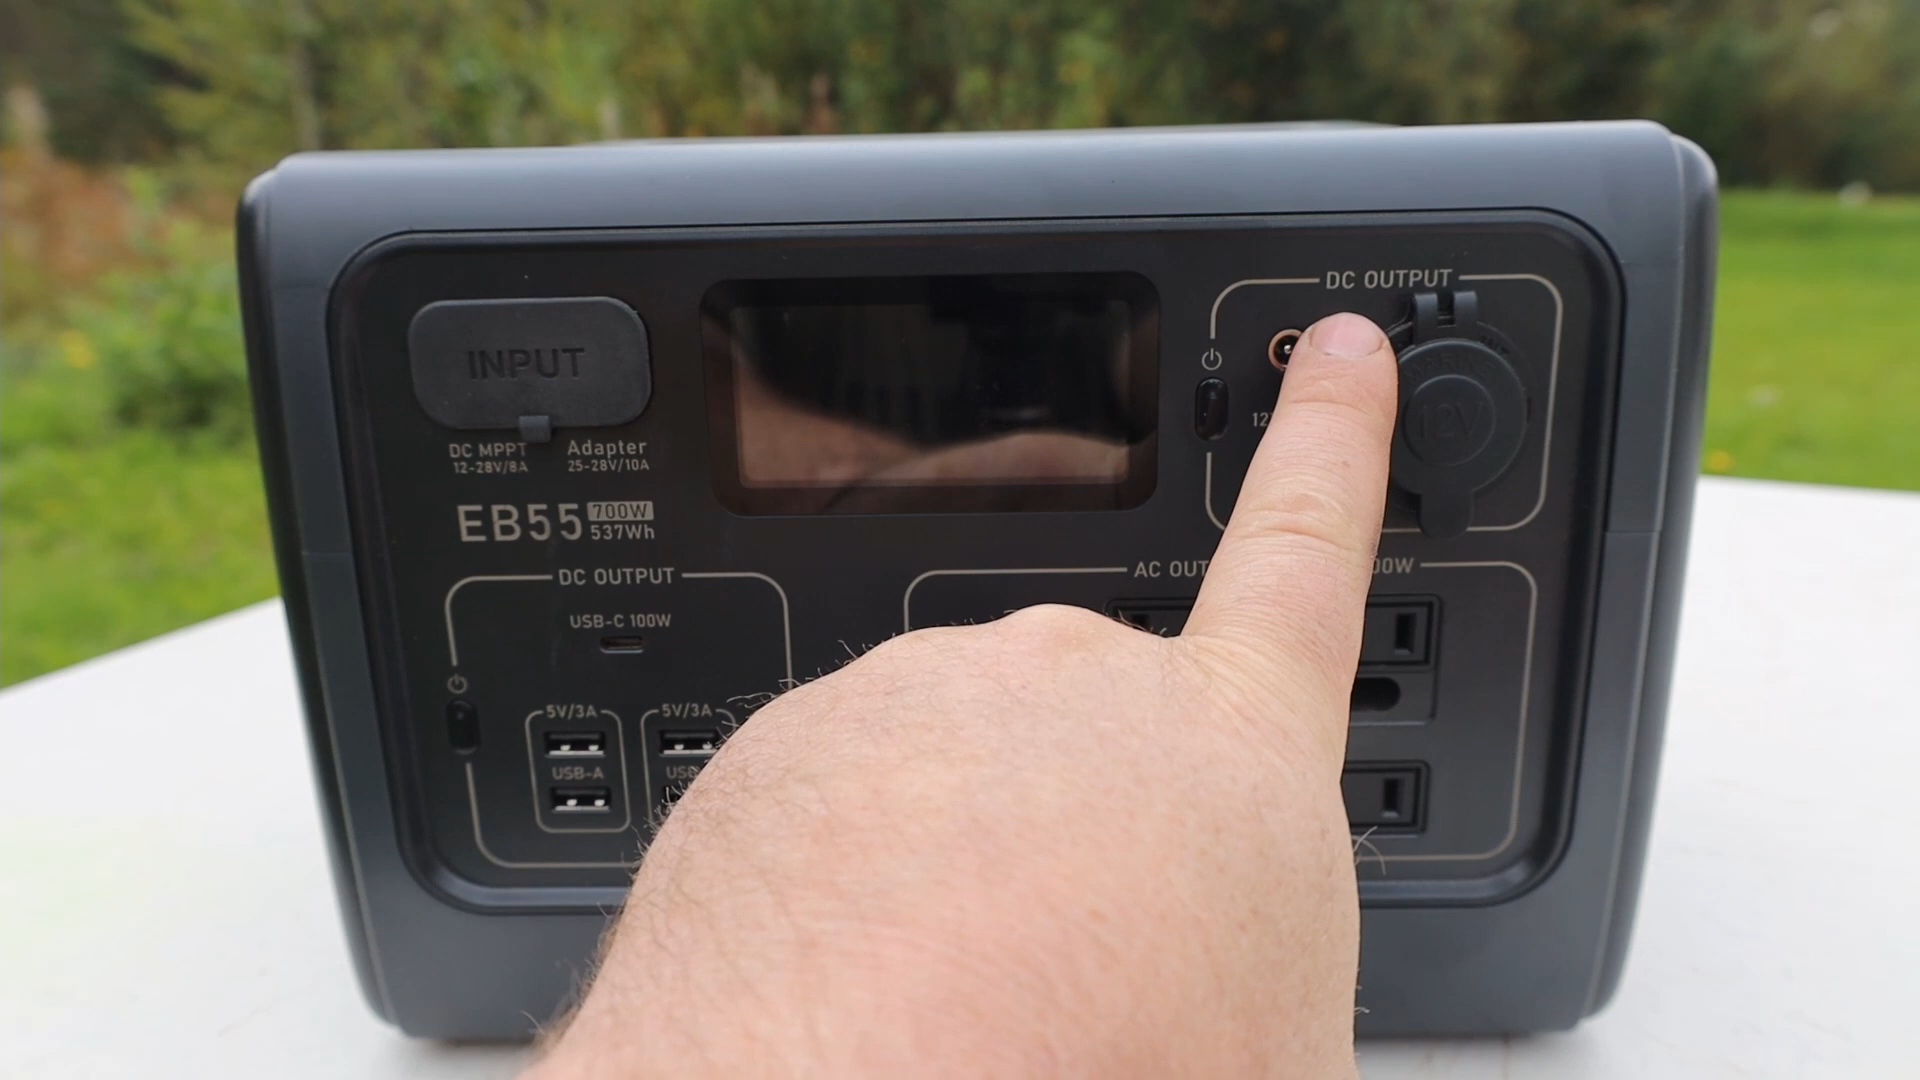 DC OUTPUT
INPUT
12V
DC MPPT
12-28V/8A
Adapter
25-28V/10A
EB55
700W
537Wh
DC OUTPUT
USB-C 100W
5V/3A
5V/3A
USB-A
AC